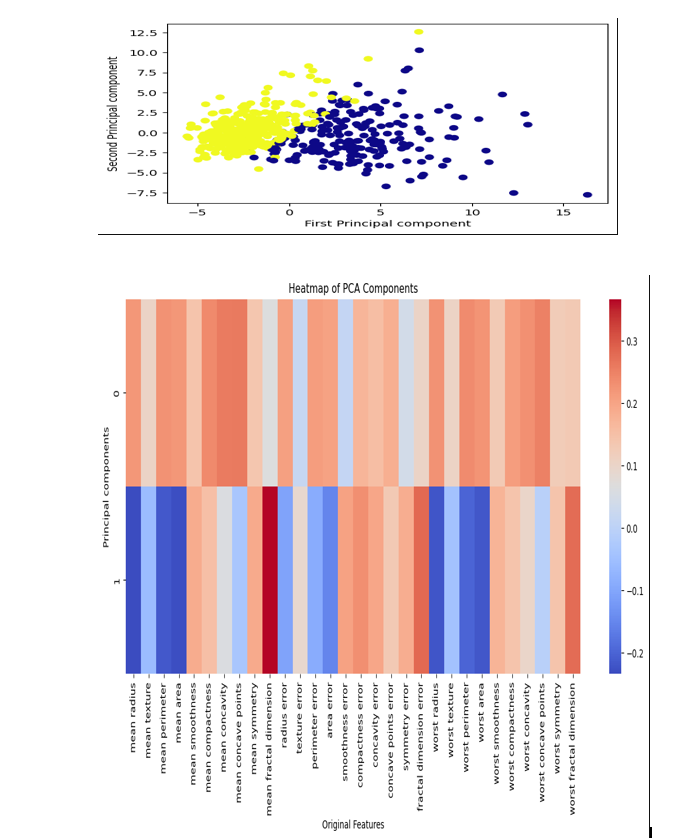 12.5
10.0
7.5
5.0
2.5
0.0
−2.5
−5.0
−7.5
Second Principal component
−5
0
5
10
15
First Principal component
Heatmap of PCA Components
0
1
Principal components
0.3
0.2
0.1
0.0
−0.1
−0.2
mean radius
mean texture
mean perimeter
mean area
mean smoothness
mean compactness
mean concavity
mean concave points
mean symmetry
mean fractal dimension
radius error
texture error
perimeter error
area error
smoothness error
compactness error
concavity error
concave points error
symmetry error
fractal dimension error
worst radius
worst texture
worst perimeter
worst area
worst smoothness
worst compactness
worst concavity
worst concave points
worst symmetry
worst fractal dimension
Original Features